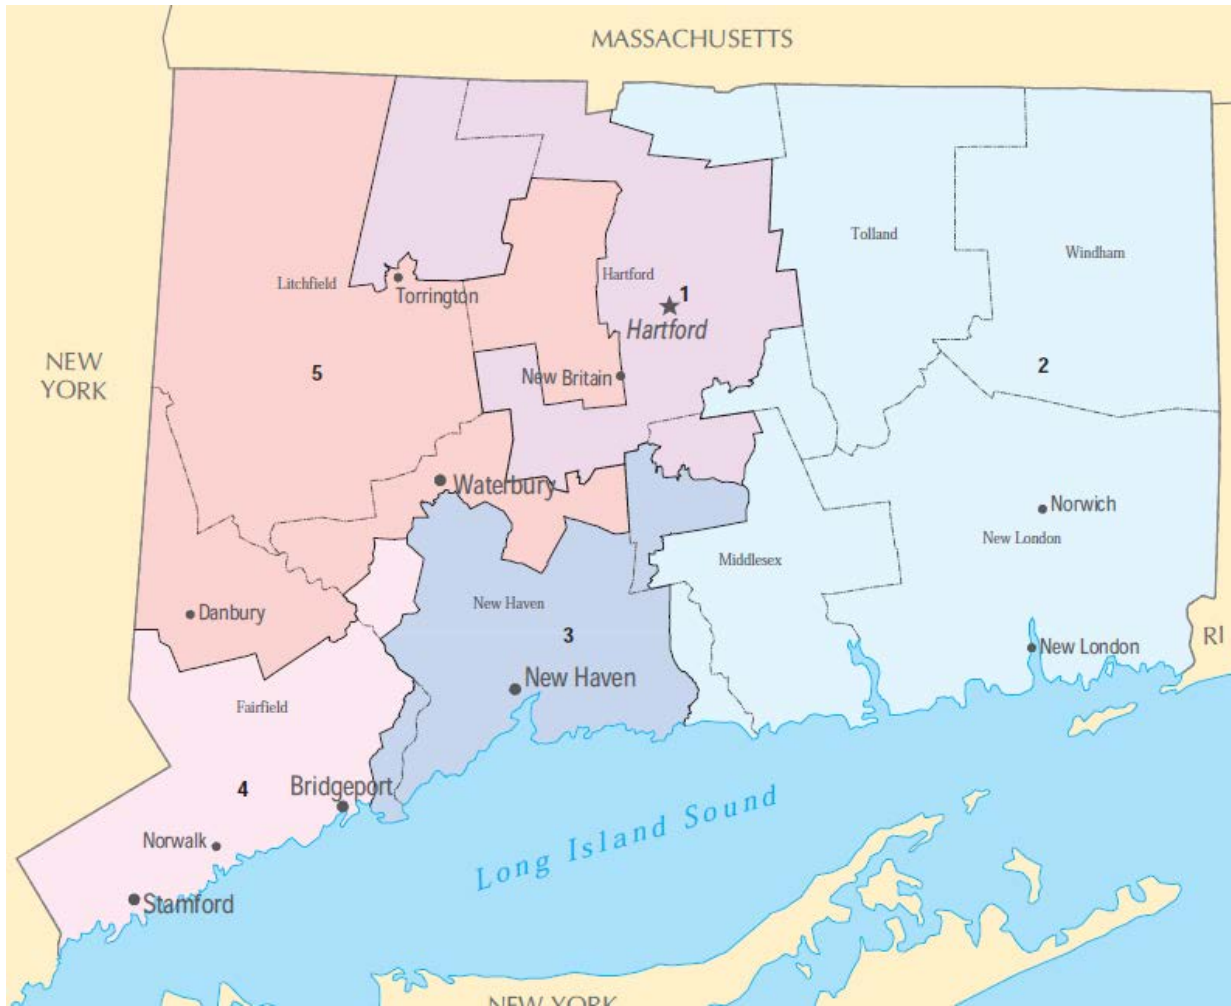 MASSACHUSETTS
Tolland
Windham
Litchfield
Hartford
Torrington
1
Hartford
NEW
YORK
5
New Britain
2
Waterbury
Norwich
New London
Middlesex
New Haven
Danbury
3
RI
New London
New Haven
Fairfield
4
Bridgeport
Norwalk
Long Island Sound
Stamford
NEW YORK